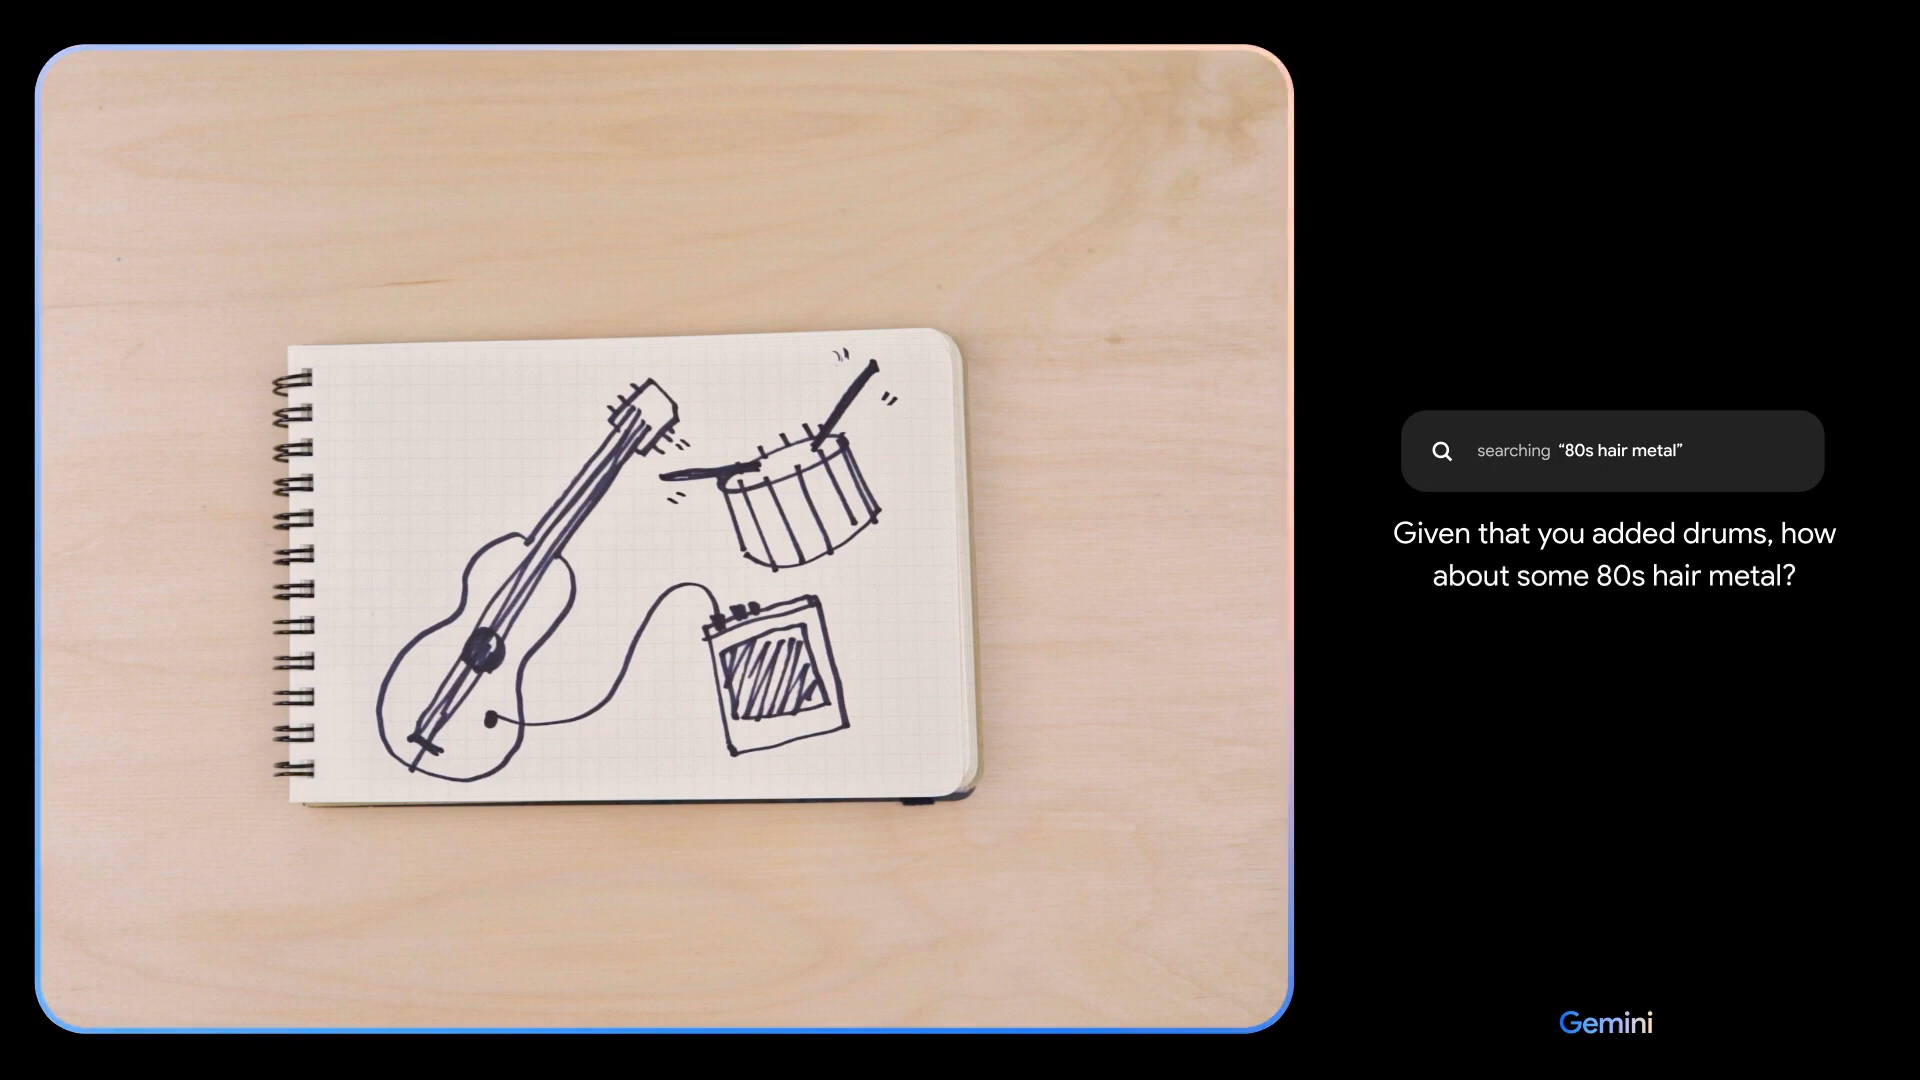 searching “80s hair metal”
Given that you added drums, how
about some 80s hair metal?
Gemini